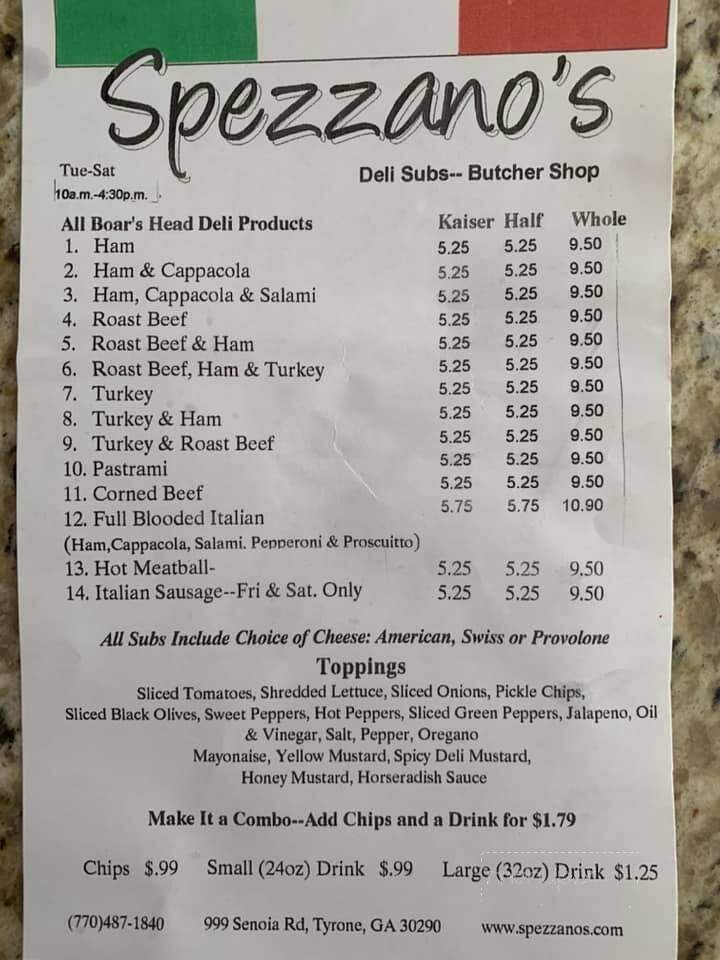 Spezzano's
Tue-Sat
Deli Subs-- Butcher Shop
10a.m.-4:30p.m.
All Boar's Head Deli Products Kaiser Half Whole
1. Ham 5.25 5.25 9.50
2. Ham & Cappacola 5.25 5.25 9.50
3. Ham, Cappacola & Salami 5.25 5.25 9.50
4. Roast Beef 5.25 5.25 9.50
5. Roast Beef & Ham 5.25 5.25 9.50
6. Roast Beef, Ham & Turkey 5.25 5.25 9.50
7. Turkey 5.25 5.25 9.50
8. Turkey & Ham 5.25 5.25 9.50
9. Turkey & Roast Beef 5.25 5.25 9.50
10. Pastrami 5.25 5.25 9.50
11. Corned Beef 5.25 5.25 9.50
12. Full Blooded Italian 5.75 5.75 10.90
(Ham,Cappacola, Salami. Pepperoni & Proscuitto)
13. Hot Meatball- 5.25 5.25 9.50
14. Italian Sausage--Fri & Sat. Only 5.25 5.25 9.50
All Subs Include Choice of Cheese: American, Swiss or Provolone
Toppings
Sliced Tomatoes, Shredded Lettuce, Sliced Onions, Pickle Chips,
Sliced Black Olives, Sweet Peppers, Hot Peppers, Sliced Green Peppers, Jalapeno, Oil
& Vinegar, Salt, Pepper, Oregano
Mayonaise, Yellow Mustard, Spicy Deli Mustard,
Honey Mustard, Horseradish Sauce
Make It a Combo--Add Chips and a Drink for $1.79
Chips $.99 Small (24oz) Drink $.99 Large (32oz) Drink $1.25
(770)487-1840 999 Senoia Rd, Tyrone, GA 30290 www.spezzanos.com